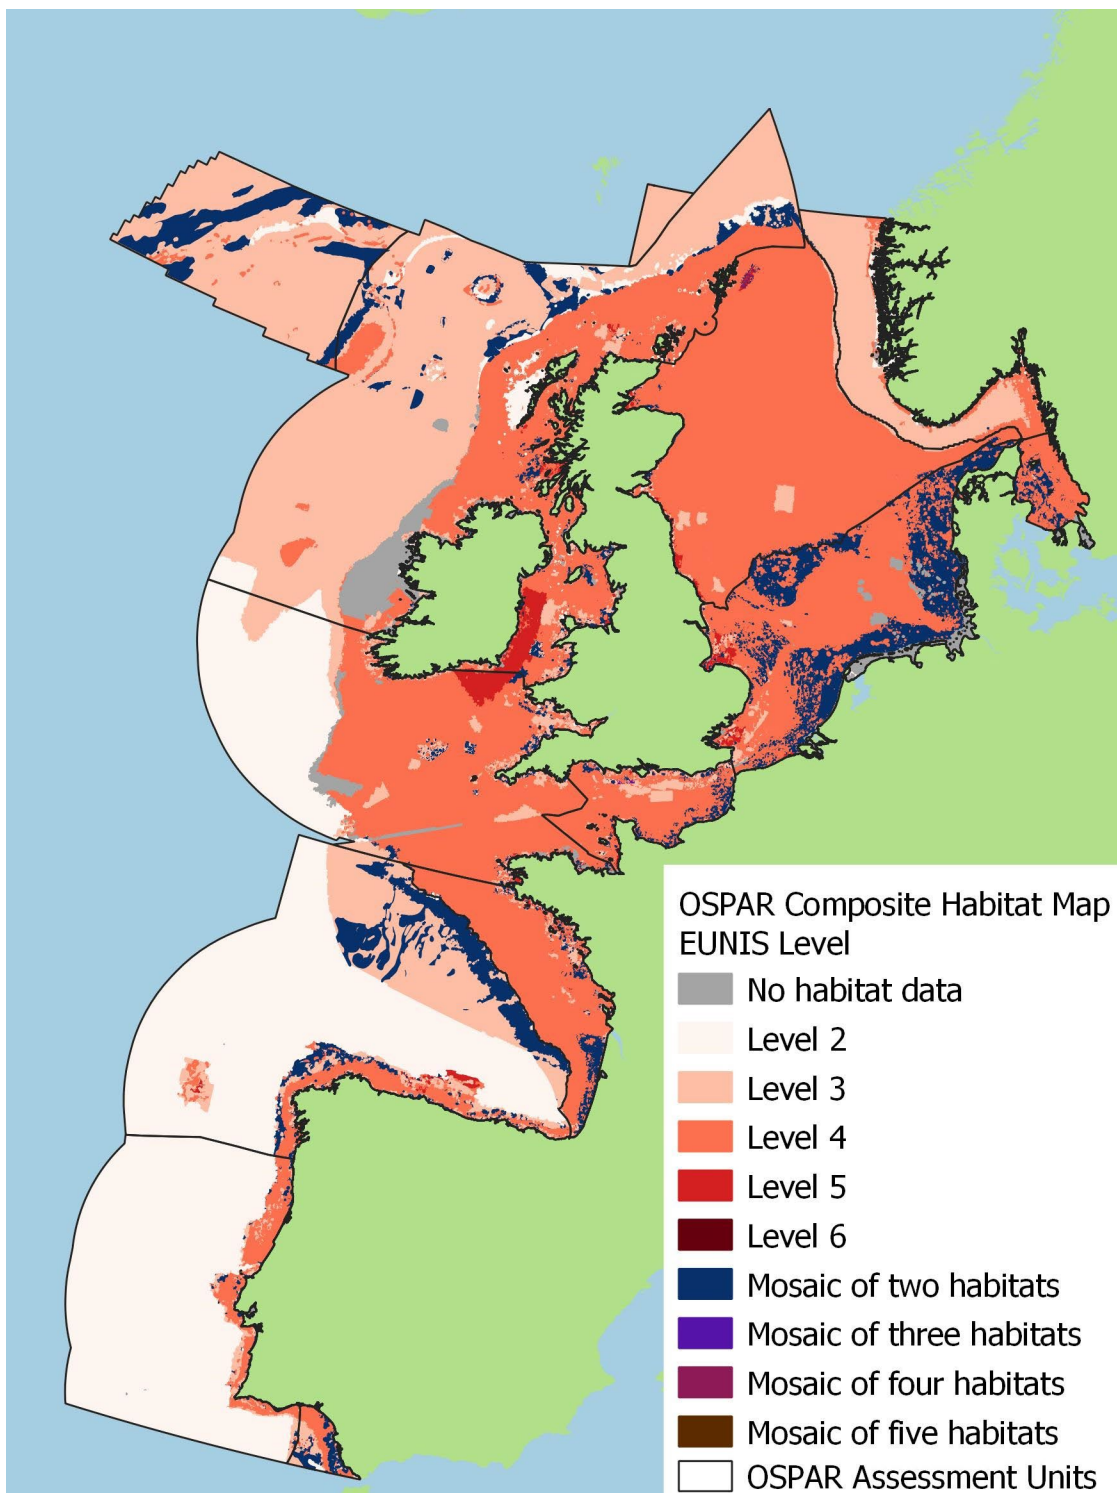 OSPAR Composite Habitat Map
EUNIS Level
No habitat data
Level 2
Level 3
Level 4
Level 5
Level 6
Mosaic of two habitats
Mosaic of three habitats
Mosaic of four habitats
Mosaic of five habitats
OSPAR Assessment Units